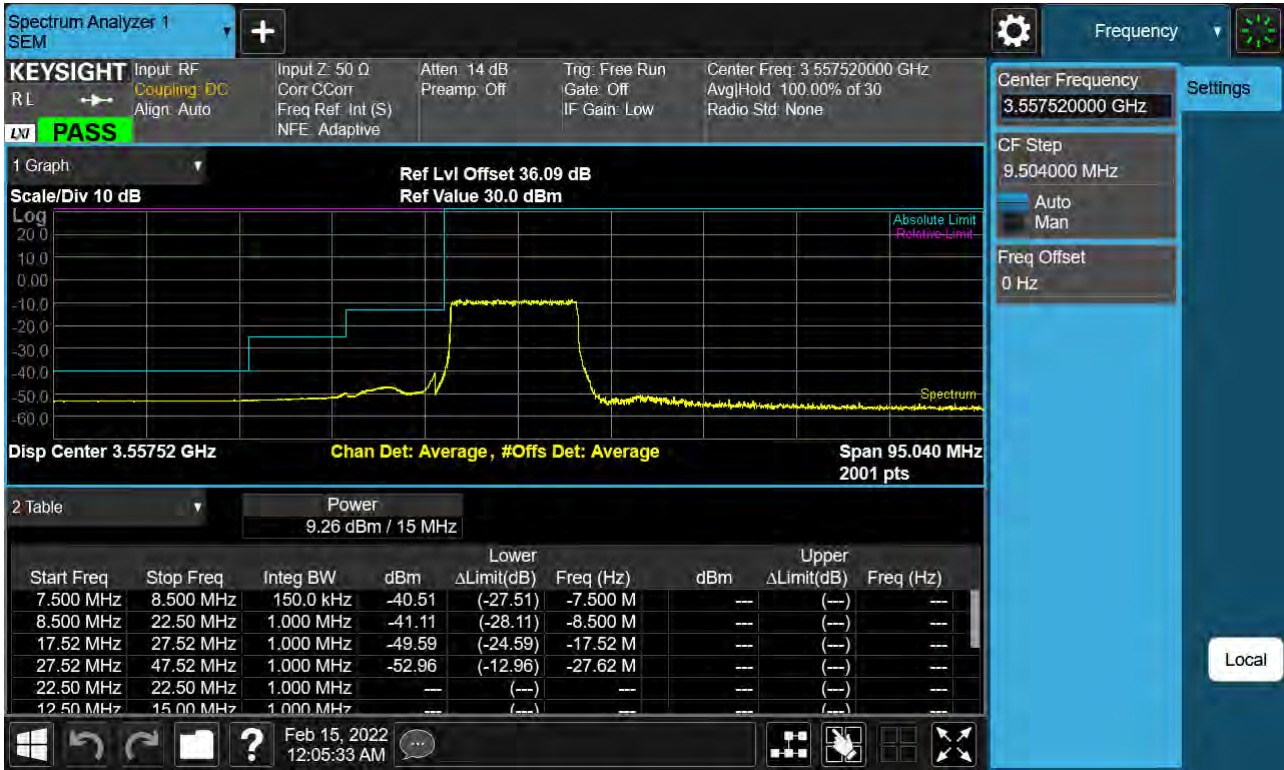 Spectrum Analyzer 1
SEM
Frequency
KEYSIGHT
RL
LXI
PASS
Input: RF
Coupling: DC
Align: Auto
Input Z: 50 Ω
Corr CCorr
Freq Ref: Int (S)
NFE: Adaptive
Atten: 14 dB
Preamp: Off
Trig: Free Run
Gate: Off
IF Gain: Low
Center Freq: 3.557520000 GHz
Avg|Hold: 100.00% of 30
Radio Std: None
Center Frequency
3.557520000 GHz
Settings
CF Step
9.504000 MHz
Auto
Man
Freq Offset
0 Hz
Local
1 Graph
Scale/Div 10 dB
Ref Lvl Offset 36.09 dB
Ref Value 30.0 dBm
Log
20.0
10.0
0.00
-10.0
-20.0
-30.0
-40.0
-50.0
-60.0
Absolute Limit
Relative Limit
Spectrum
Disp Center 3.55752 GHz
Chan Det: Average, #Offs Det: Average
Span 95.040 MHz
2001 pts
2 Table
Power
9.26 dBm / 15 MHz
Lower Upper
Start Freq Stop Freq Integ BW dBm ΔLimit(dB) Freq (Hz) dBm ΔLimit(dB) Freq (Hz)
7.500 MHz 8.500 MHz 150.0 kHz -40.51 (-27.51) -7.500 M --- (---) ---
8.500 MHz 22.50 MHz 1.000 MHz -41.11 (-28.11) -8.500 M --- (---) ---
17.52 MHz 27.52 MHz 1.000 MHz -49.59 (-24.59) -17.52 M --- (---) ---
27.52 MHz 47.52 MHz 1.000 MHz -52.96 (-12.96) -27.62 M --- (---) ---
22.50 MHz 22.50 MHz 1.000 MHz --- (---) --- --- (---) ---
12.50 MHz 15.00 MHz 1.000 MHz --- (---) --- --- (---) ---
?
Feb 15, 2022
12:05:33 AM